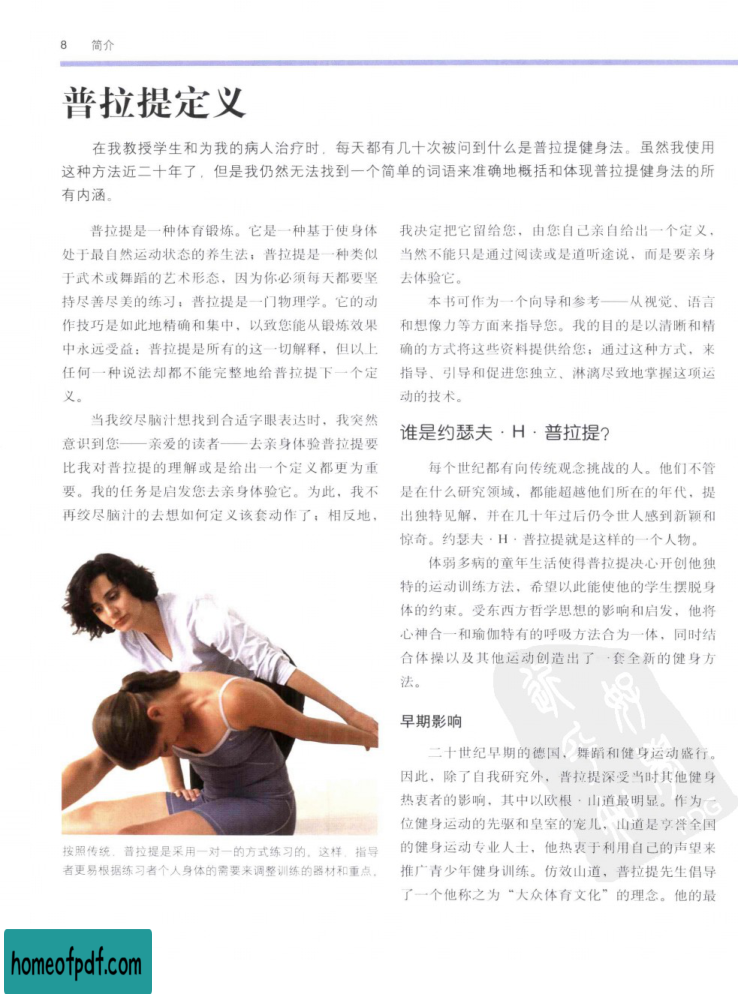 8 简介
普拉提定义
在我教授学生和为我的病人治疗时，每天都有几十次被问到什么是普拉提健身法。虽然我使用
这种方法近二十年了，但是我仍然无法找到一个简单的词语来准确地概括和体现普拉提健身法的所
有内涵。
普拉提是一种体育锻炼。它是一种基于使身体
处于最自然运动状态的养生法；普拉提是一种类似
于武术或舞蹈的艺术形态，因为你必须每天都要坚
持尽善尽美的练习；普拉提是一门物理学。它的动
作技巧是如此地精确和集中，以致您能从锻炼效果
中永远受益；普拉提是所有的这一切解释，但以上
任何一种说法却都不能完整地给普拉提下一个定
义。
当我绞尽脑汁想找到合适字眼表达时，我突然
意识到您——亲爱的读者——去亲身体验普拉提要
比我对普拉提的理解或是给出一个定义都更为重
要。我的任务是启发您去亲身体验它。为此，我不
再绞尽脑汁的去想如何定义该套动作了；相反地，
按照传统，普拉提是采用一对一的方式练习的。这样，指导
者更易根据练习者个人身体的需要来调整训练的器材和重点。
我决定把它留给您，由您自己亲自给出一个定义，
当然不能只是通过阅读或是道听途说，而是要亲身
去体验它。
本书可作为一个向导和参考——从视觉、语言
和想像力等方面来指导您。我的目的是以清晰和精
确的方式将这些资料提供给您；通过这种方式，来
指导、引导和促进您独立、淋漓尽致地掌握这项运
动的技术。
谁是约瑟夫·H·普拉提？
每个世纪都有向传统观念挑战的人。他们不管
是在什么研究领域，都能超越他们所在的年代，提
出独特见解，并在几十年过后仍令世人感到新颖和
惊奇。约瑟夫·H·普拉提就是这样的一个人物。
体弱多病的童年生活使得普拉提决心开创他独
特的运动训练方法，希望以此能使他的学生摆脱身
体的约束。受东西方哲学思想的影响和启发，他将
心神合一和瑜伽特有的呼吸方法合为一体，同时结
合体操以及其他运动创造出了一套全新的健身方
法。
早期影响
二十世纪早期的德国，舞蹈和健身运动盛行。
因此，除了自我研究外，普拉提深受当时其他健身
热衷者的影响，其中以欧根·山道最明显。作为一
位健身运动的先驱和皇室的宠儿，山道是享誉全国
的健身运动专业人士，他热衷于利用自己的声望来
推广青少年健身训练。仿效山道，普拉提先生倡导
了一个他称之为“大众体育文化”的理念。他的最
homeofpdf.com